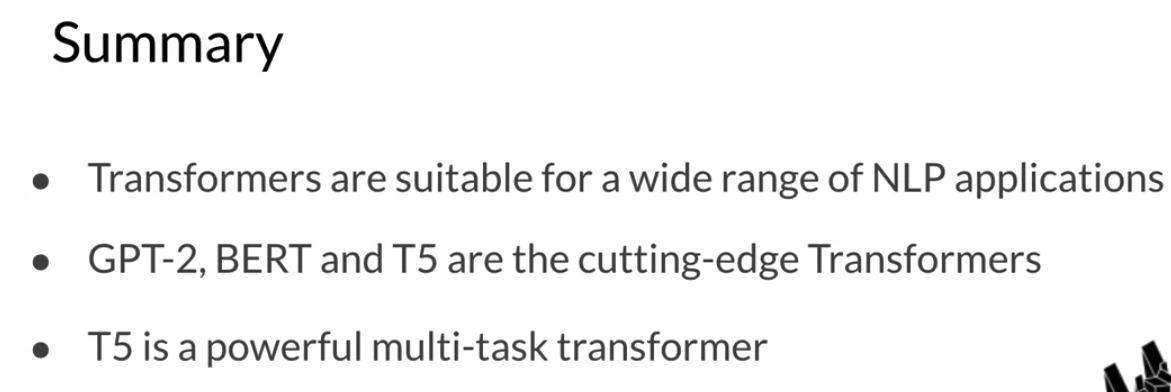 Summary
● Transformers are suitable for a wide range of NLP applications
● GPT-2, BERT and T5 are the cutting-edge Transformers
● T5 is a powerful multi-task transformer